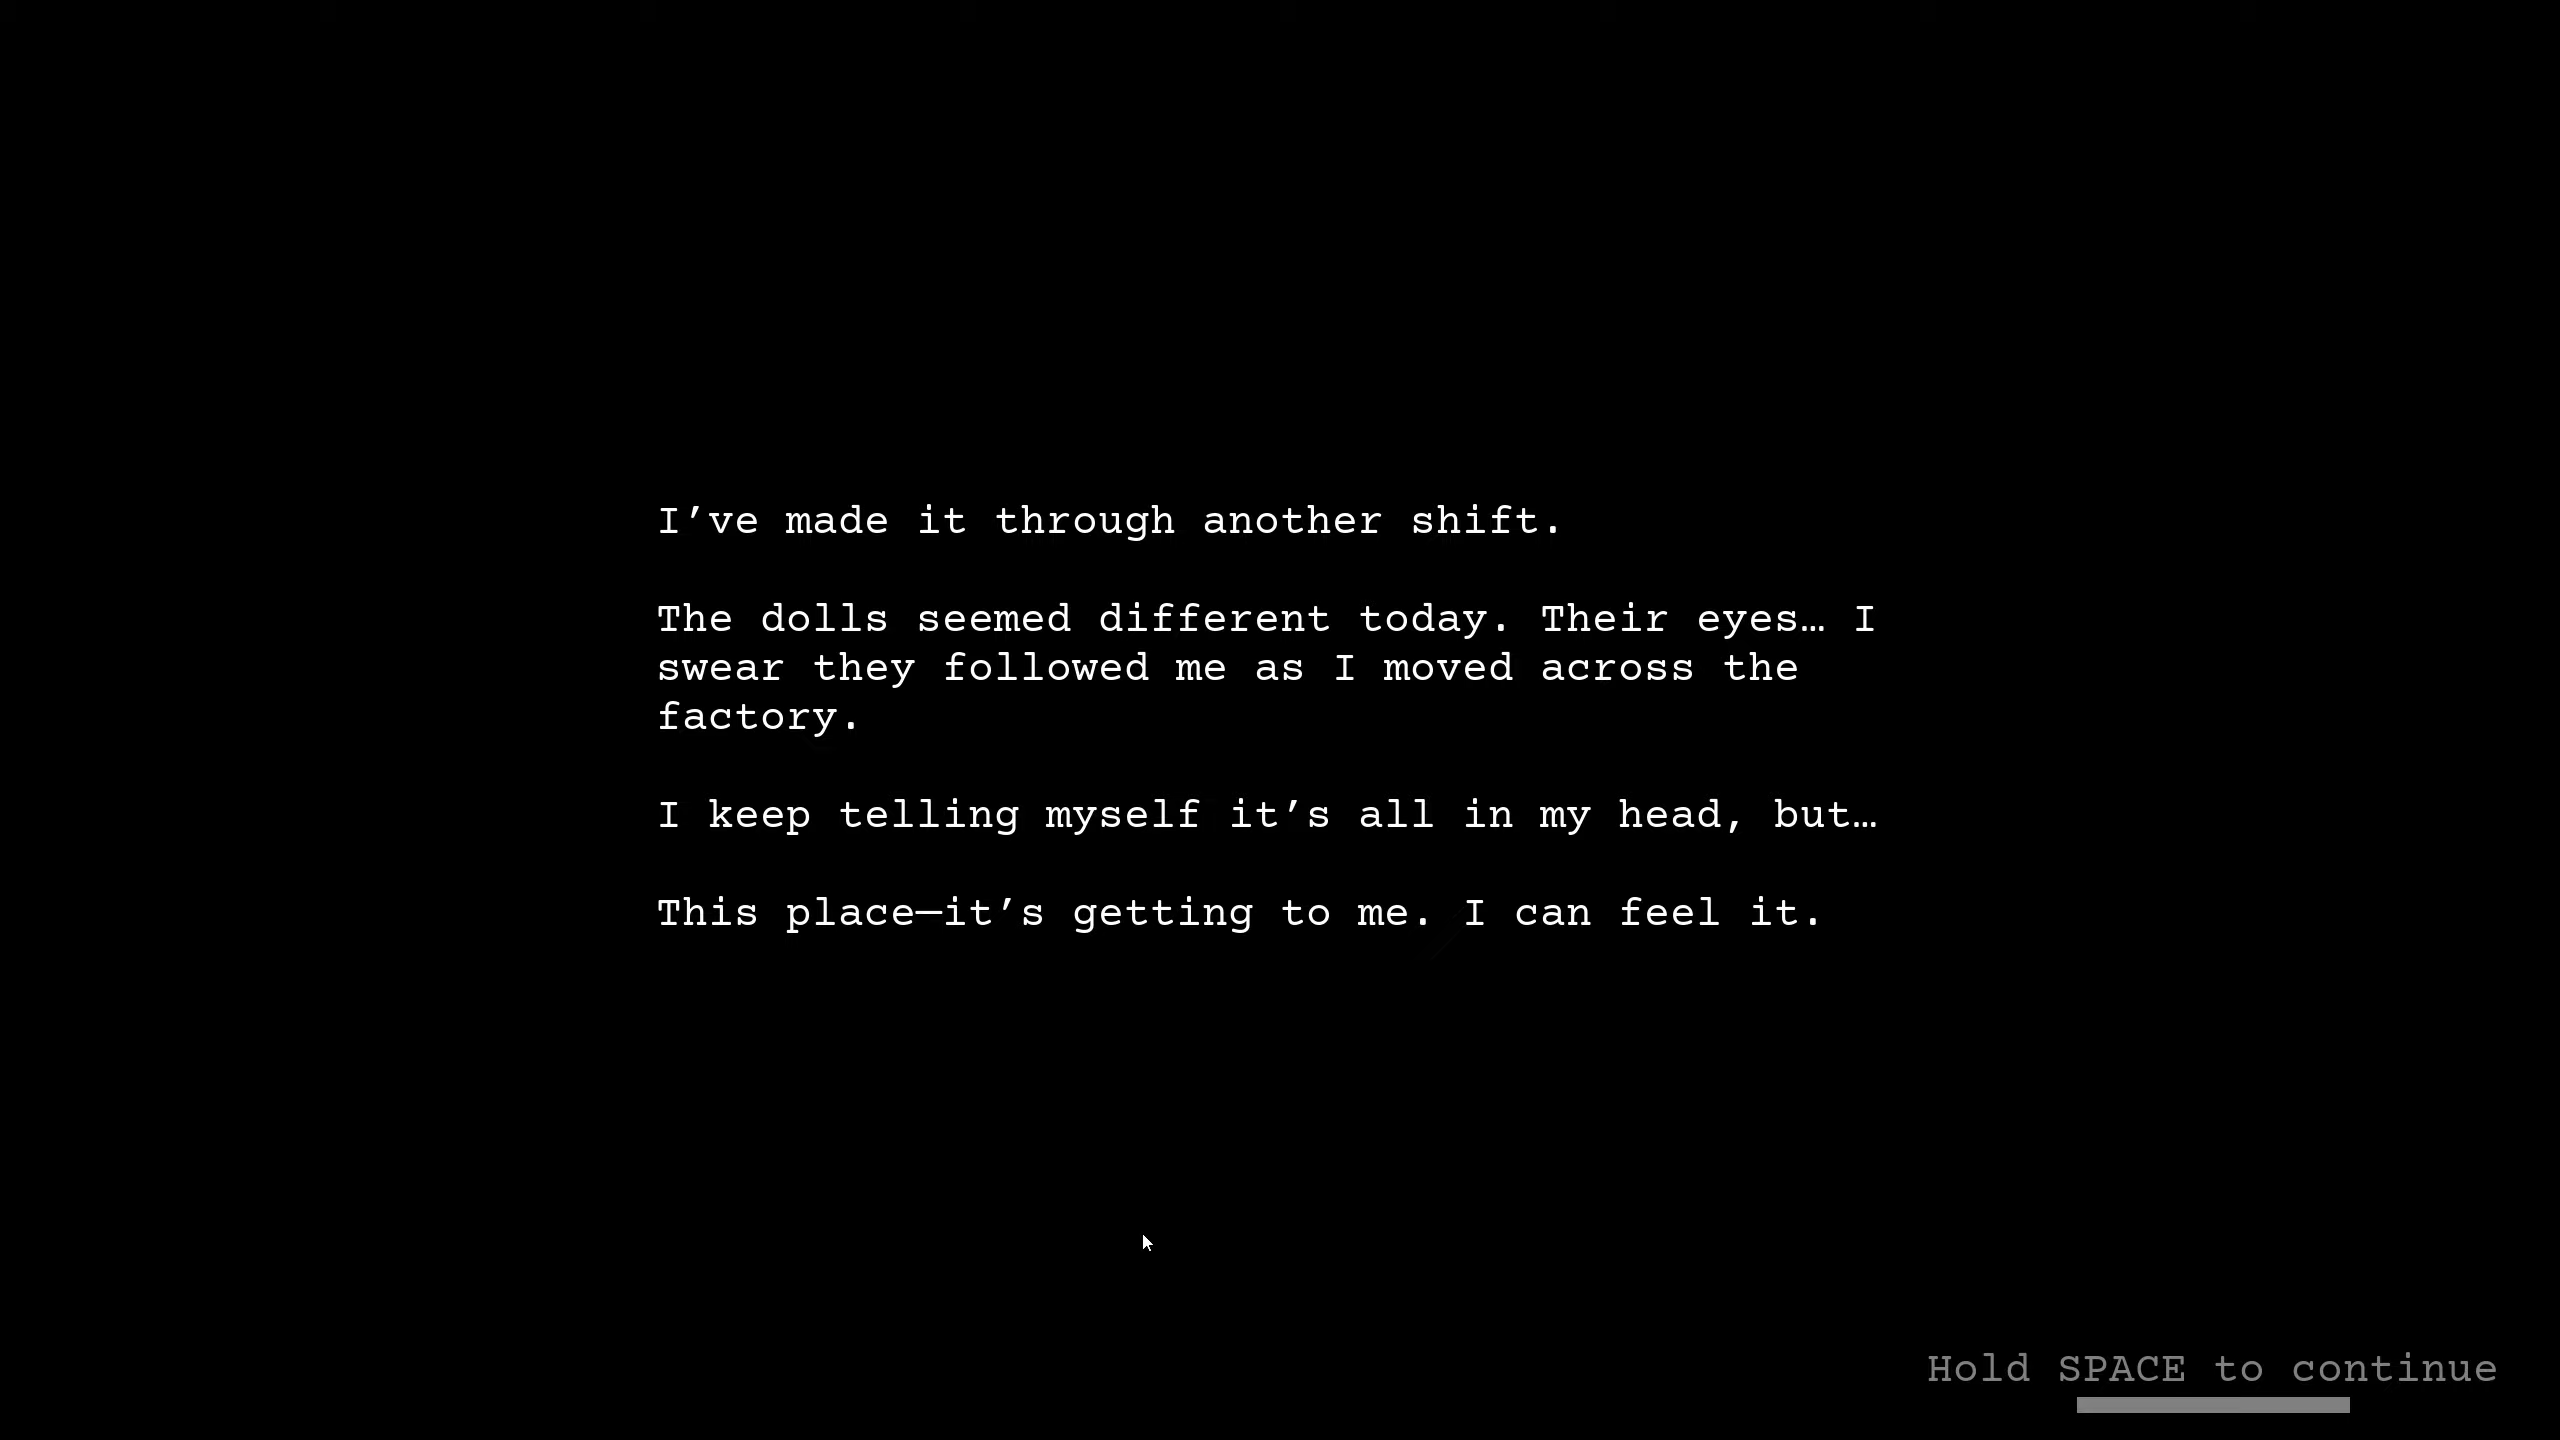 I’ve made it through another shift.
The dolls seemed different today. Their eyes… I
swear they followed me as I moved across the
factory.
I keep telling myself it’s all in my head, but…
This place—it’s getting to me. I can feel it.
Hold SPACE to continue